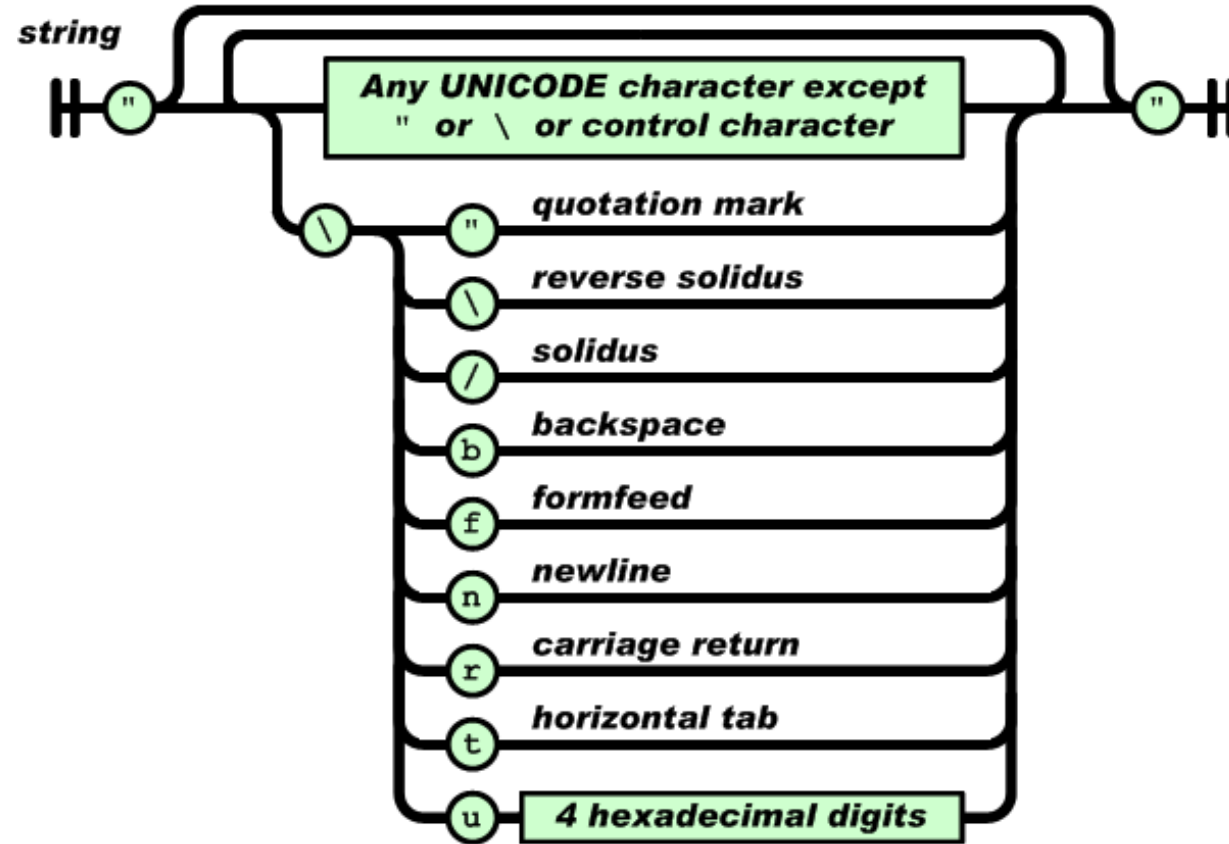 string
" Any UNICODE character except "
" or \ or control character
\ " quotation mark
\ reverse solidus
/ solidus
b backspace
f formfeed
n newline
r carriage return
t horizontal tab
u 4 hexadecimal digits